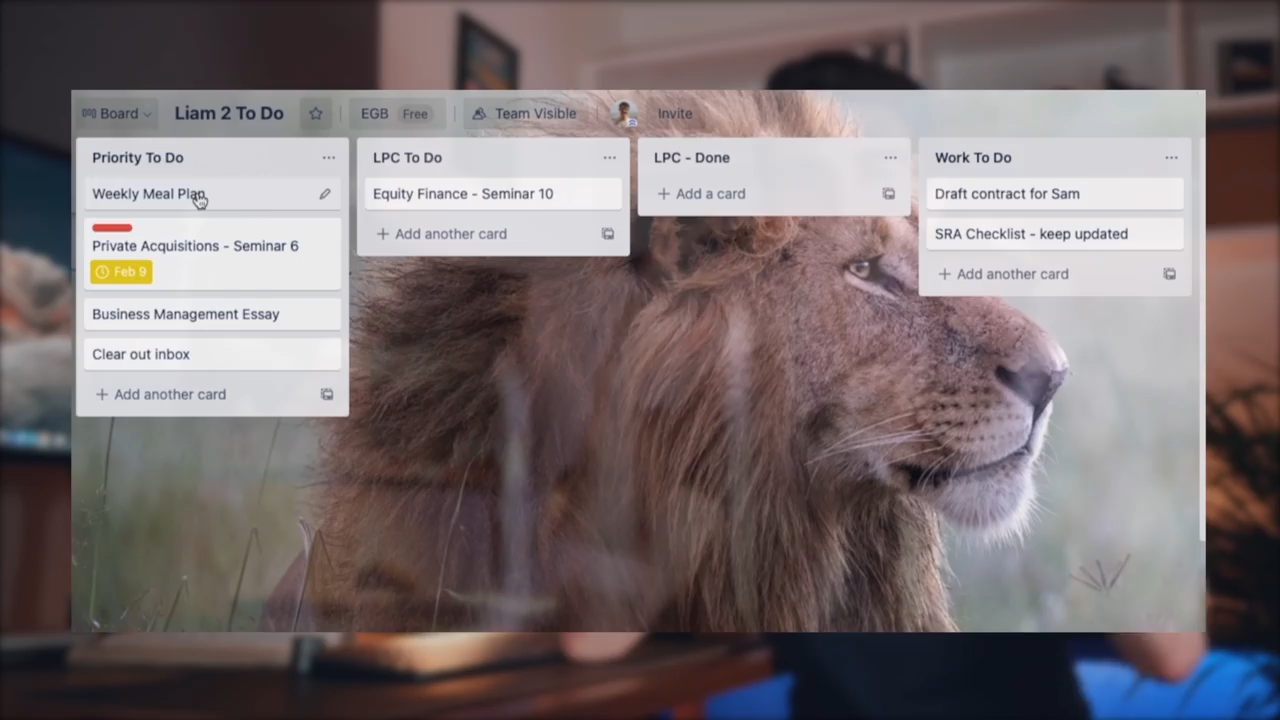 Board
Liam 2 To Do
EGB Free
Team Visible
Invite
Priority To Do
Weekly Meal Plan
Private Acquisitions - Seminar 6
Feb 9
Business Management Essay
Clear out inbox
+ Add another card
LPC To Do
Equity Finance - Seminar 10
+ Add another card
LPC - Done
+ Add a card
Work To Do
Draft contract for Sam
SRA Checklist - keep updated
+ Add another card